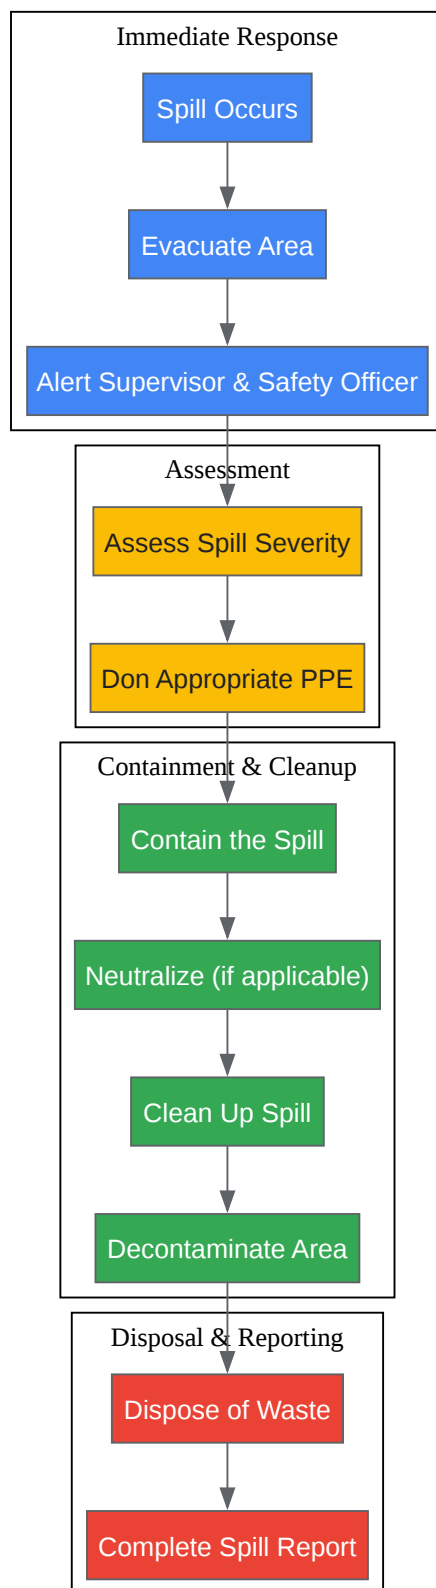 Immediate Response
Spill Occurs
Evacuate Area
Alert Supervisor & Safety Officer
Assessment
Assess Spill Severity
Don Appropriate PPE
Containment & Cleanup
Contain the Spill
Neutralize (if applicable)
Clean Up Spill
Decontaminate Area
Disposal & Reporting
Dispose of Waste
Complete Spill Report